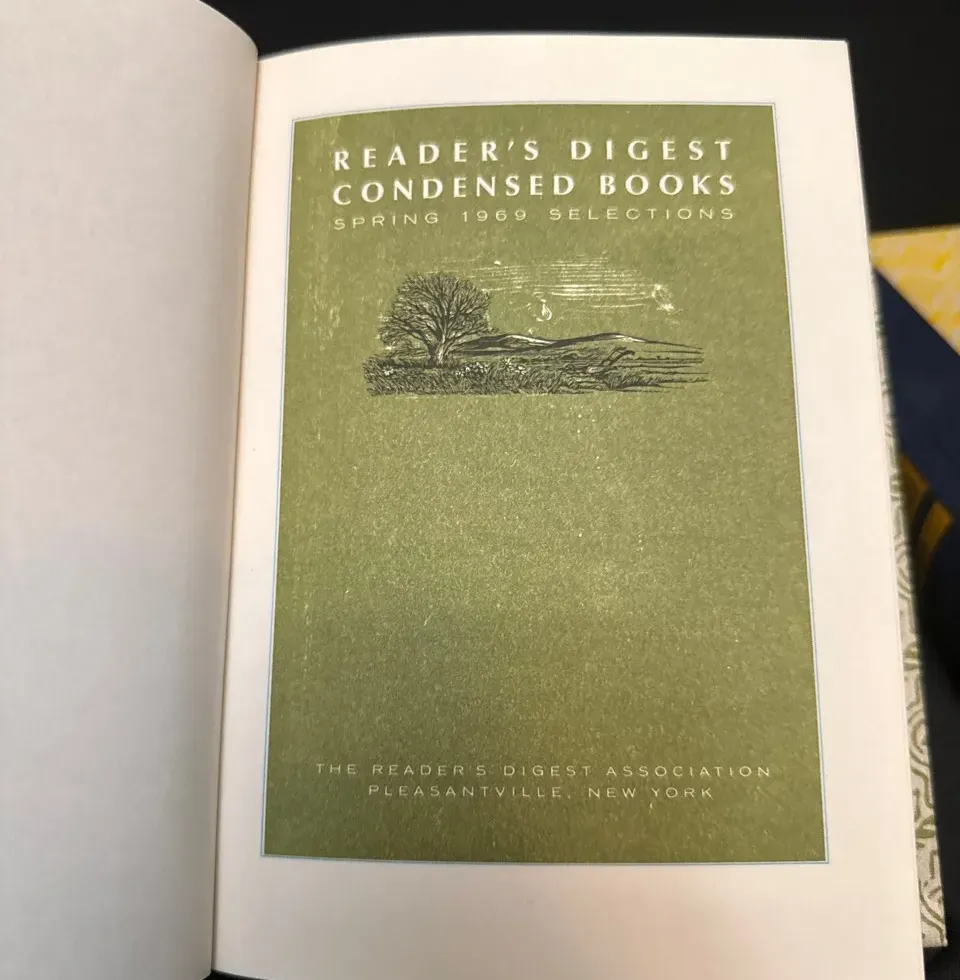 READER'S DIGEST
CONDENSED BOOKS
SPRING 1969 SELECTIONS
THE READER'S DIGEST ASSOCIATION
PLEASANTVILLE, NEW YORK